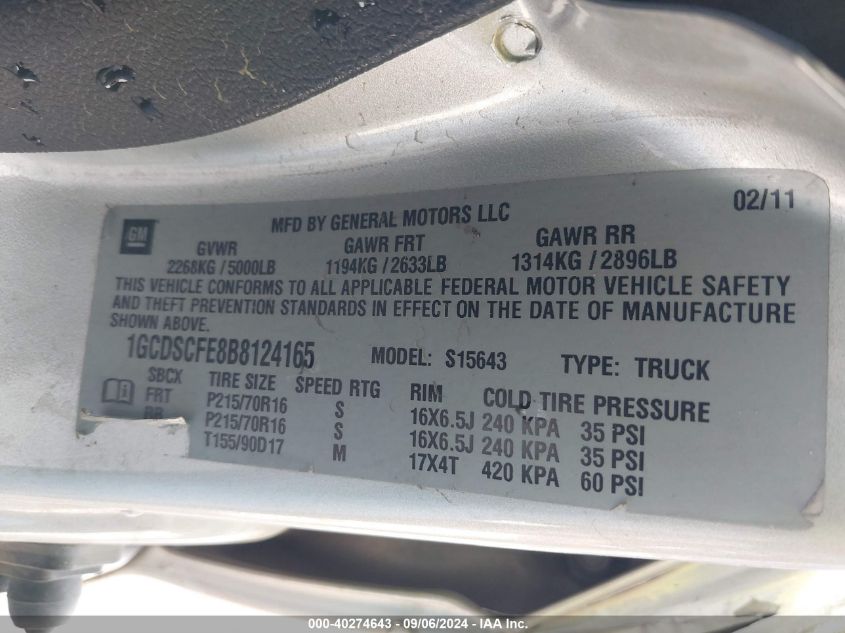 02/11
GM
MFD BY GENERAL MOTORS LLC
GVWR GAWR FRT GAWR RR
2268KG / 5000LB 1194KG / 2633LB 1314KG / 2896LB
THIS VEHICLE CONFORMS TO ALL APPLICABLE FEDERAL MOTOR VEHICLE SAFETY
AND THEFT PREVENTION STANDARDS IN EFFECT ON THE DATE OF MANUFACTURE
SHOWN ABOVE.
1GCDSCFE8B8124165 MODEL: S15643 TYPE: TRUCK
SBCX TIRE SIZE SPEED RTG RIM COLD TIRE PRESSURE
FRT P215/70R16 S 16X6.5J 240 KPA 35 PSI
RR P215/70R16 S 16X6.5J 240 KPA 35 PSI
T155/90D17 M 17X4T 420 KPA 60 PSI
000-40274643 - 09/06/2024 - IAA Inc.